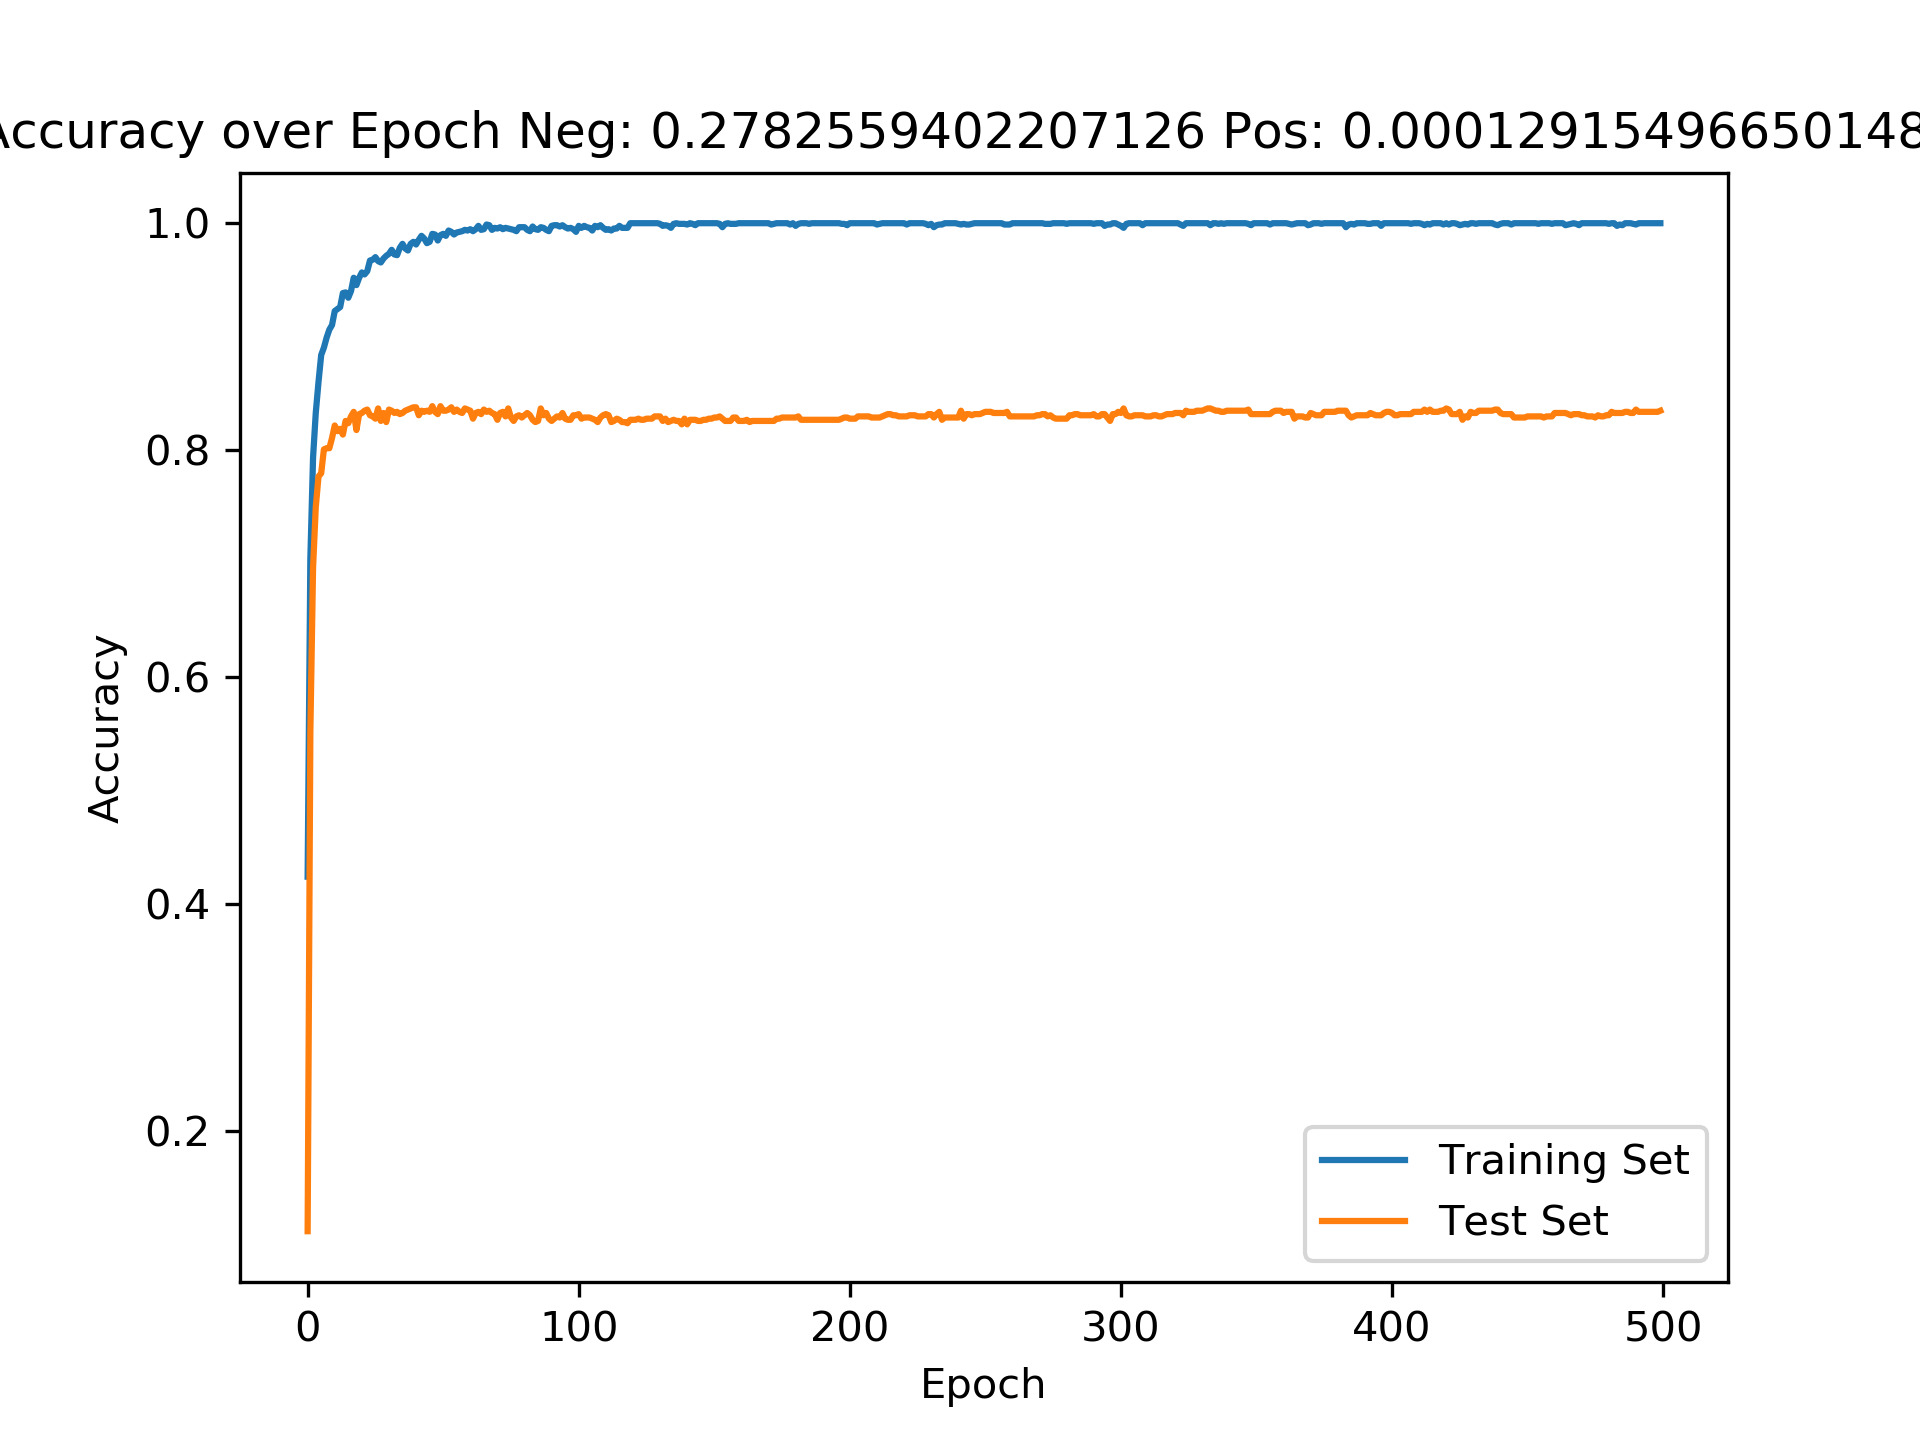 Accuracy over Epoch Neg: 0.2782559402207126 Pos: 0.00012915496650148
1.0
0.8
0.6
0.4
0.2
Accuracy
Training Set
Test Set
0 100 200 300 400 500
Epoch